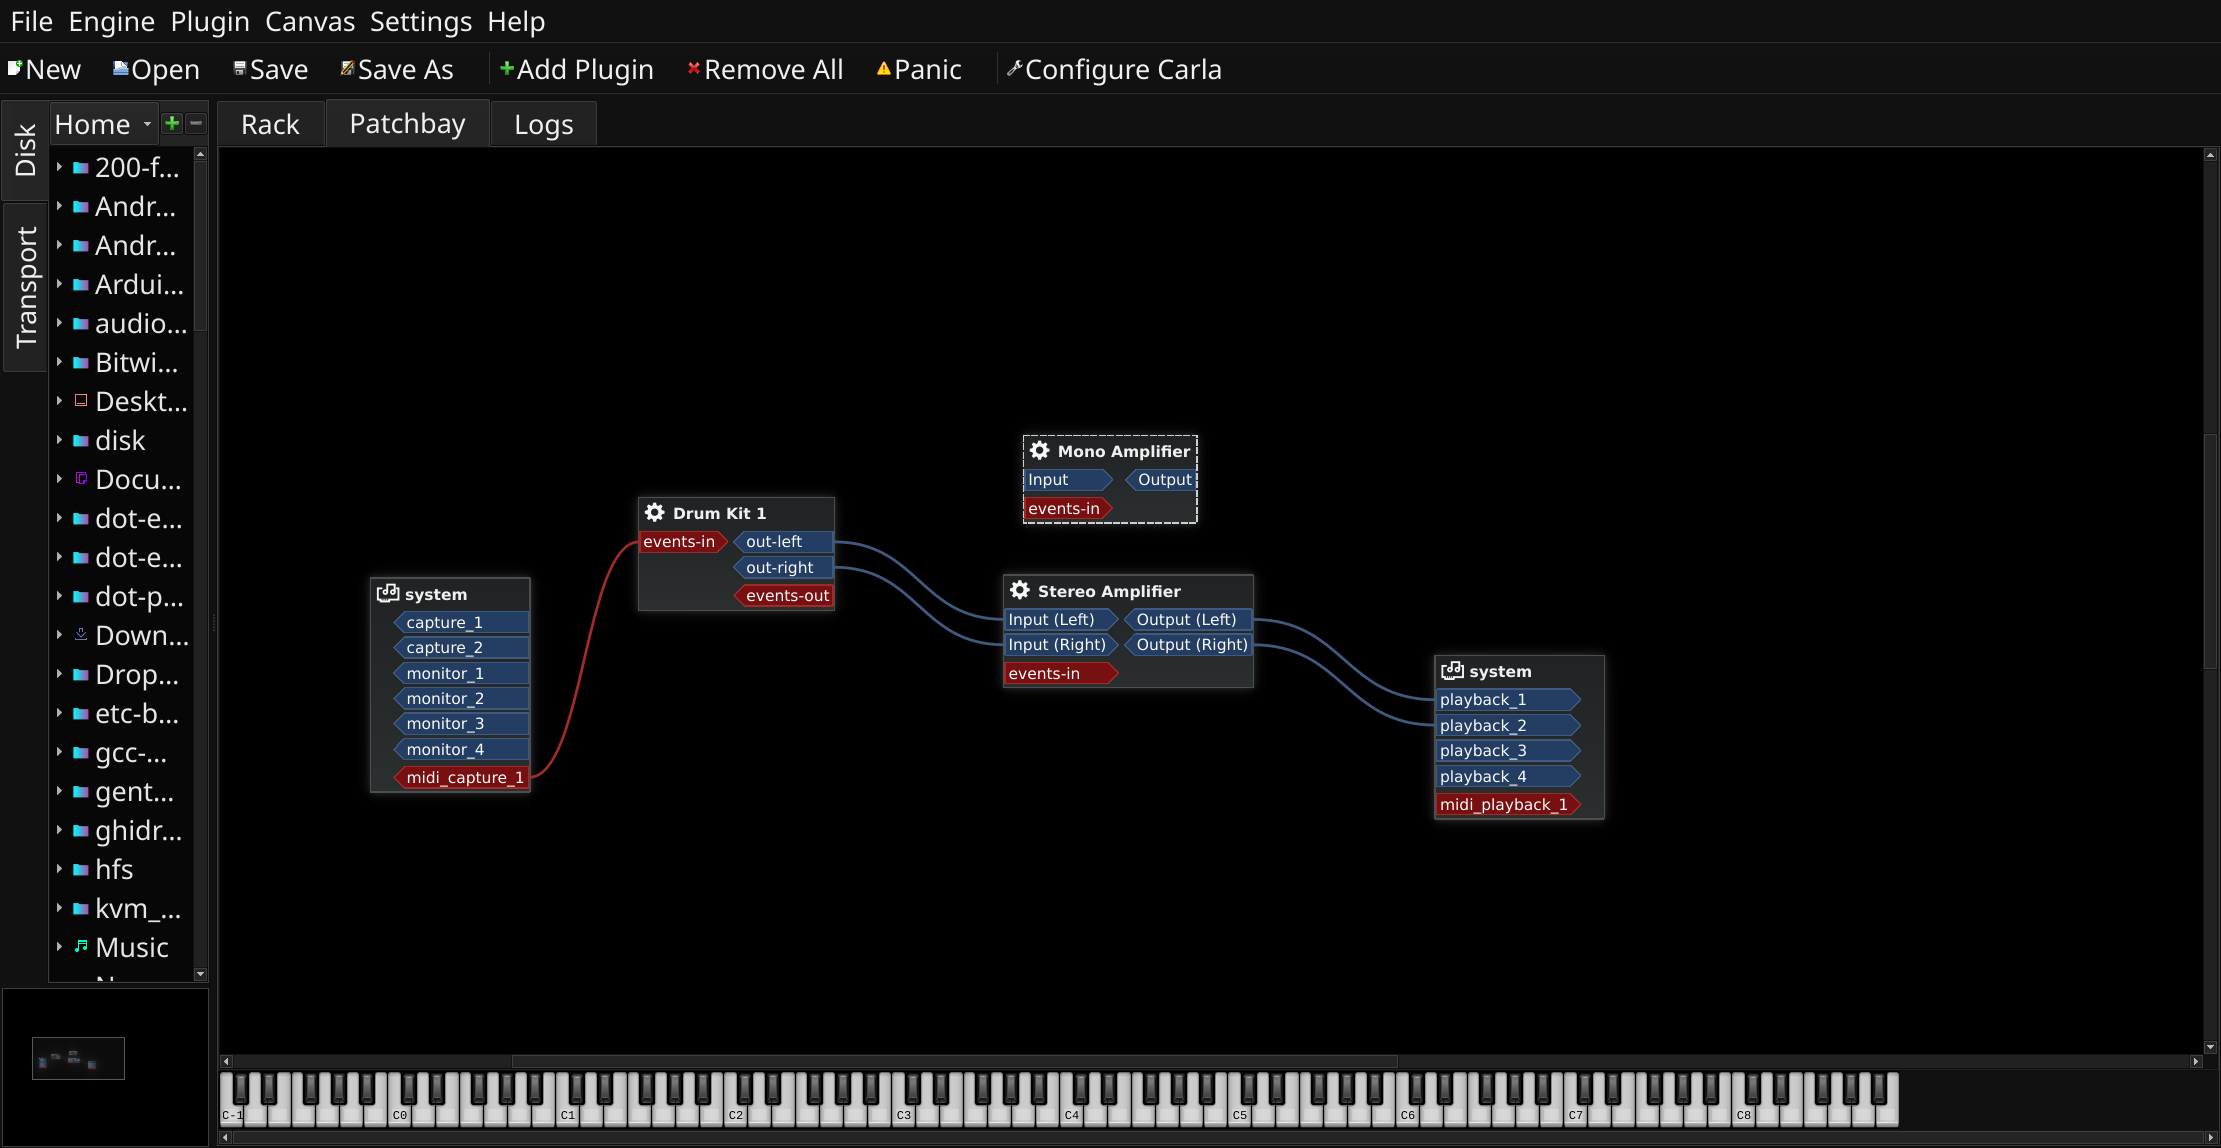 File Engine Plugin Canvas Settings Help
New Open Save Save As Add Plugin Remove All Panic Configure Carla
Disk
Transport
Home
Rack Patchbay Logs
200-f...
Andr...
Andr...
Ardui...
audio...
Bitwi...
Deskt...
disk
Docu...
dot-e...
dot-e...
dot-p...
Down...
Drop...
etc-b...
gcc-...
gent...
ghidr...
hfs
kvm_...
Music
system
capture_1
capture_2
monitor_1
monitor_2
monitor_3
monitor_4
midi_capture_1
Drum Kit 1
events-in out-left
out-right
events-out
Mono Amplifier
Input Output
events-in
Stereo Amplifier
Input (Left) Output (Left)
Input (Right) Output (Right)
events-in
system
playback_1
playback_2
playback_3
playback_4
midi_playback_1
C-1 C0 C1 C2 C3 C4 C5 C6 C7 C8